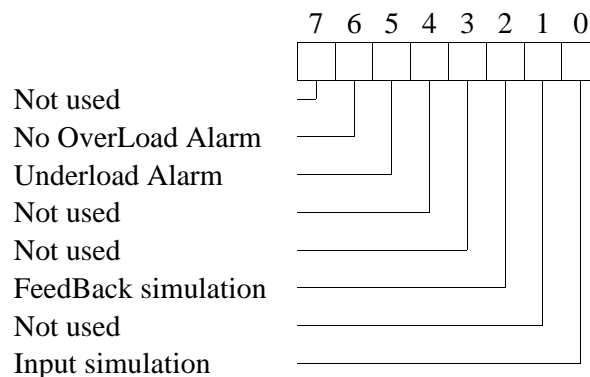 7 6 5 4 3 2 1 0
Not used
No OverLoad Alarm
Underload Alarm
Not used
Not used
FeedBack simulation
Not used
Input simulation